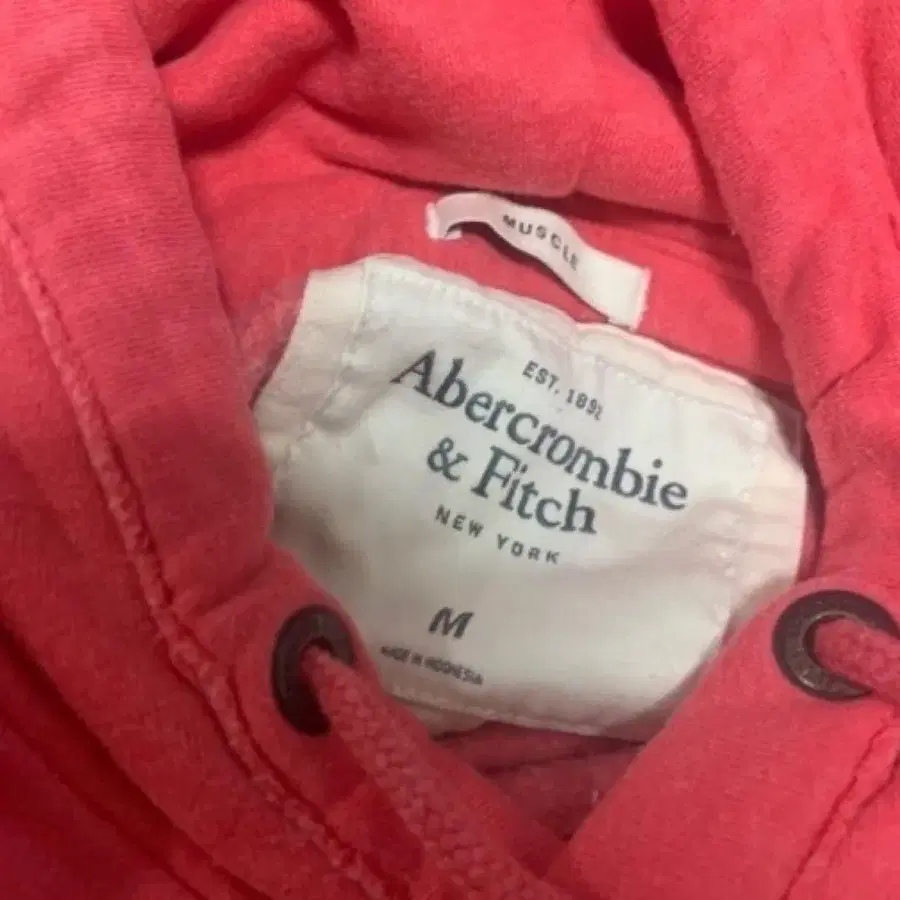 MUSCLE
EST. 1892
Abercrombie
& Fitch
NEW YORK
M
MADE IN INDONESIA